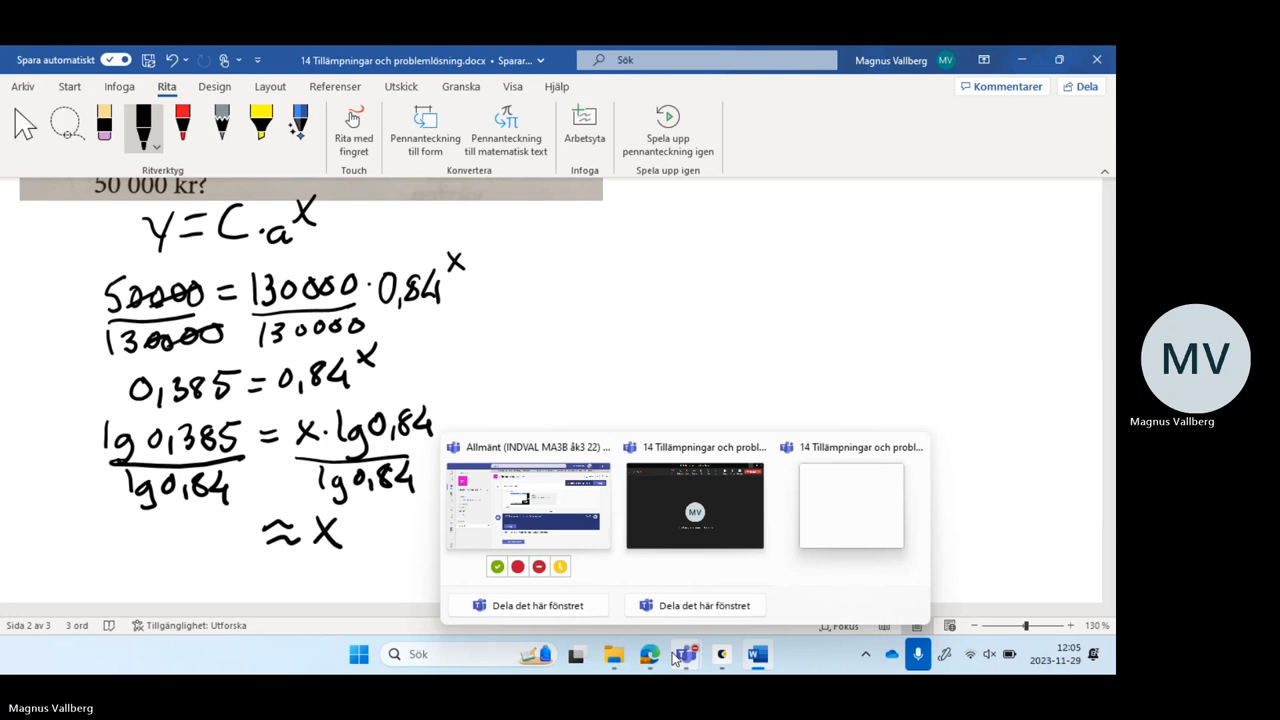 Spara automatiskt
14 Tillämpningar och problemlösning.docx • Sparar...
Sök
Magnus Vallberg
MV
Arkiv Start Infoga Rita Design Layout Referenser Utskick Granska Visa Hjälp
Kommentarer
Dela
Rita med fingret
Pennanteckning till form
Pennanteckning till matematisk text
Arbetsyta
Spela upp pennanteckning igen
Ritverktyg
Touch
Konvertera
Infoga
Spela upp igen
50 000 kr?
y = C · a^x
50000/130000 = 130000/130000 · 0,84^x
0,385 = 0,84^x
lg 0,385/lg 0,84 = x · lg 0,84/lg 0,84
≈ x
Allmänt (INDVAL MA3B åk3 22) ...
14 Tillämpningar och probl...
14 Tillämpningar och probl...
MV
Dela det här fönstret
Dela det här fönstret
MV
Magnus Vallberg
Sida 2 av 3
3 ord
Tillgänglighet: Utforska
Fokus
130 %
Sök
12:05
2023-11-29
Magnus Vallberg